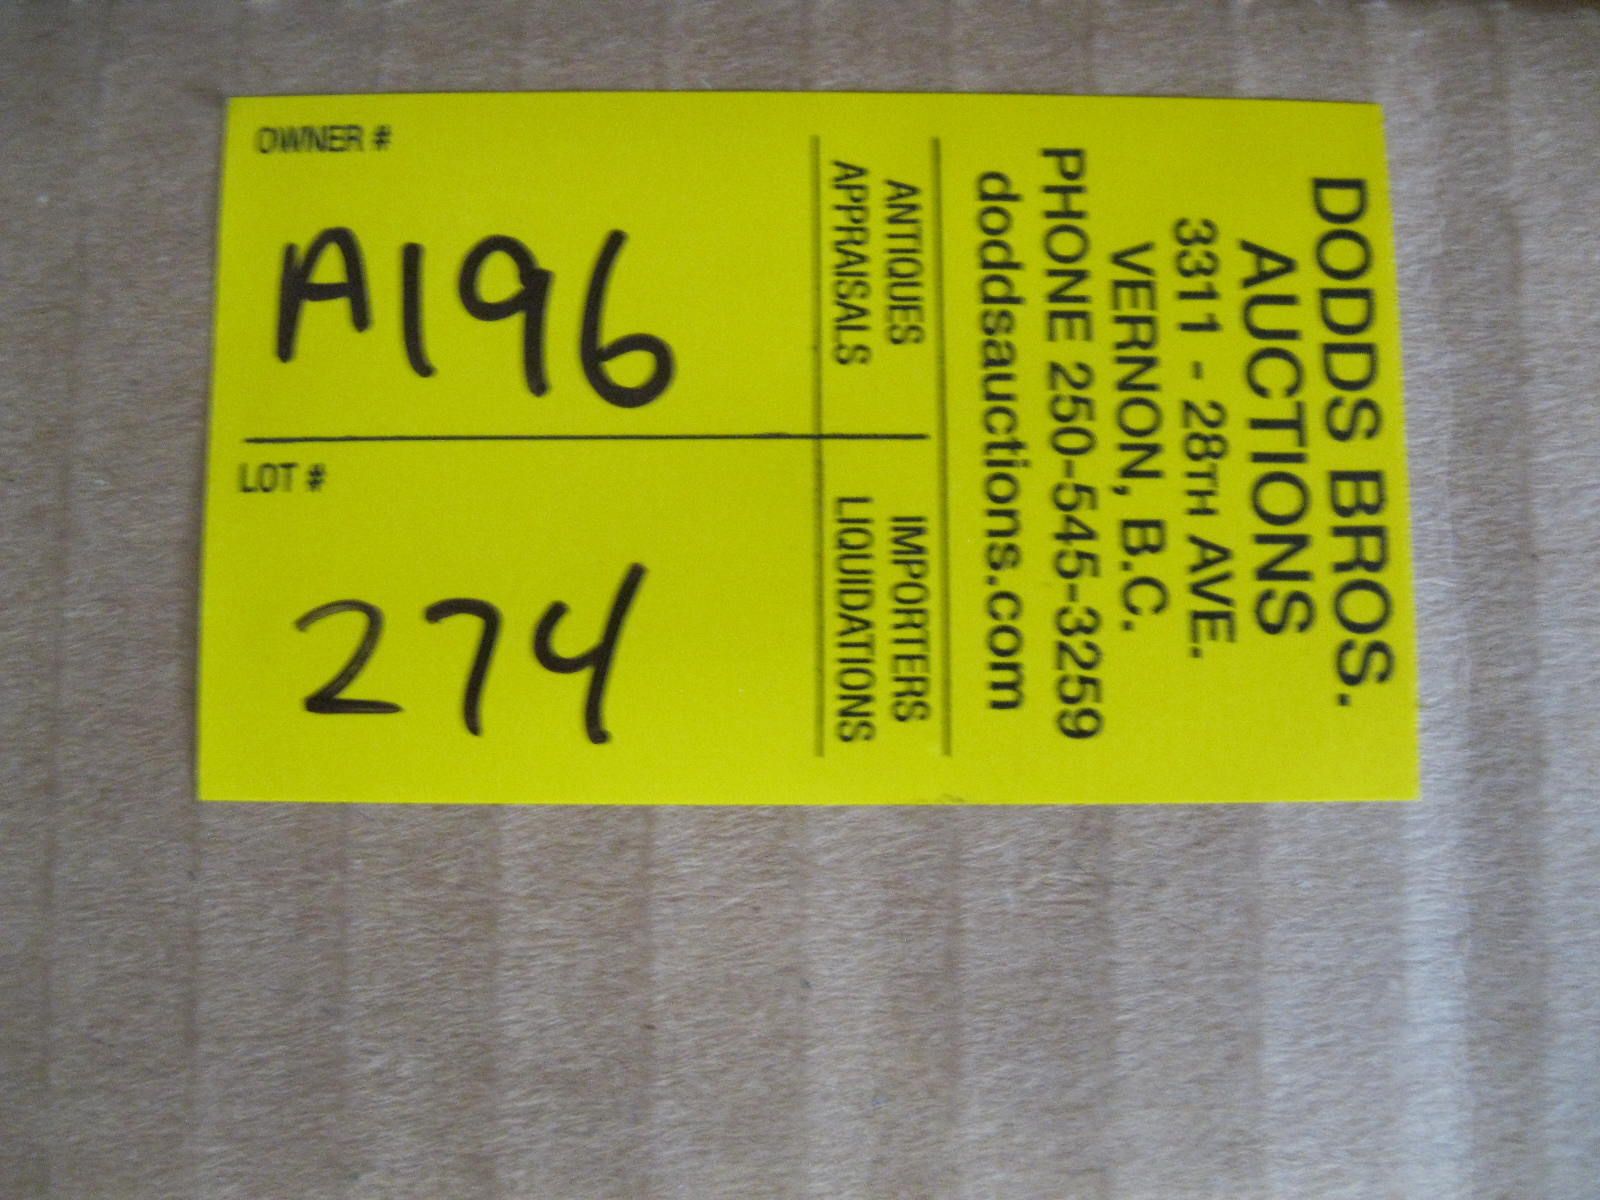 DODDS BROS.
AUCTIONS
3311 - 28TH AVE.
VERNON, B.C.
PHONE 250-545-3259
doddsauctions.com
ANTIQUES IMPORTERS
APPRAISALS LIQUIDATIONS
OWNER #
A196
LOT #
274